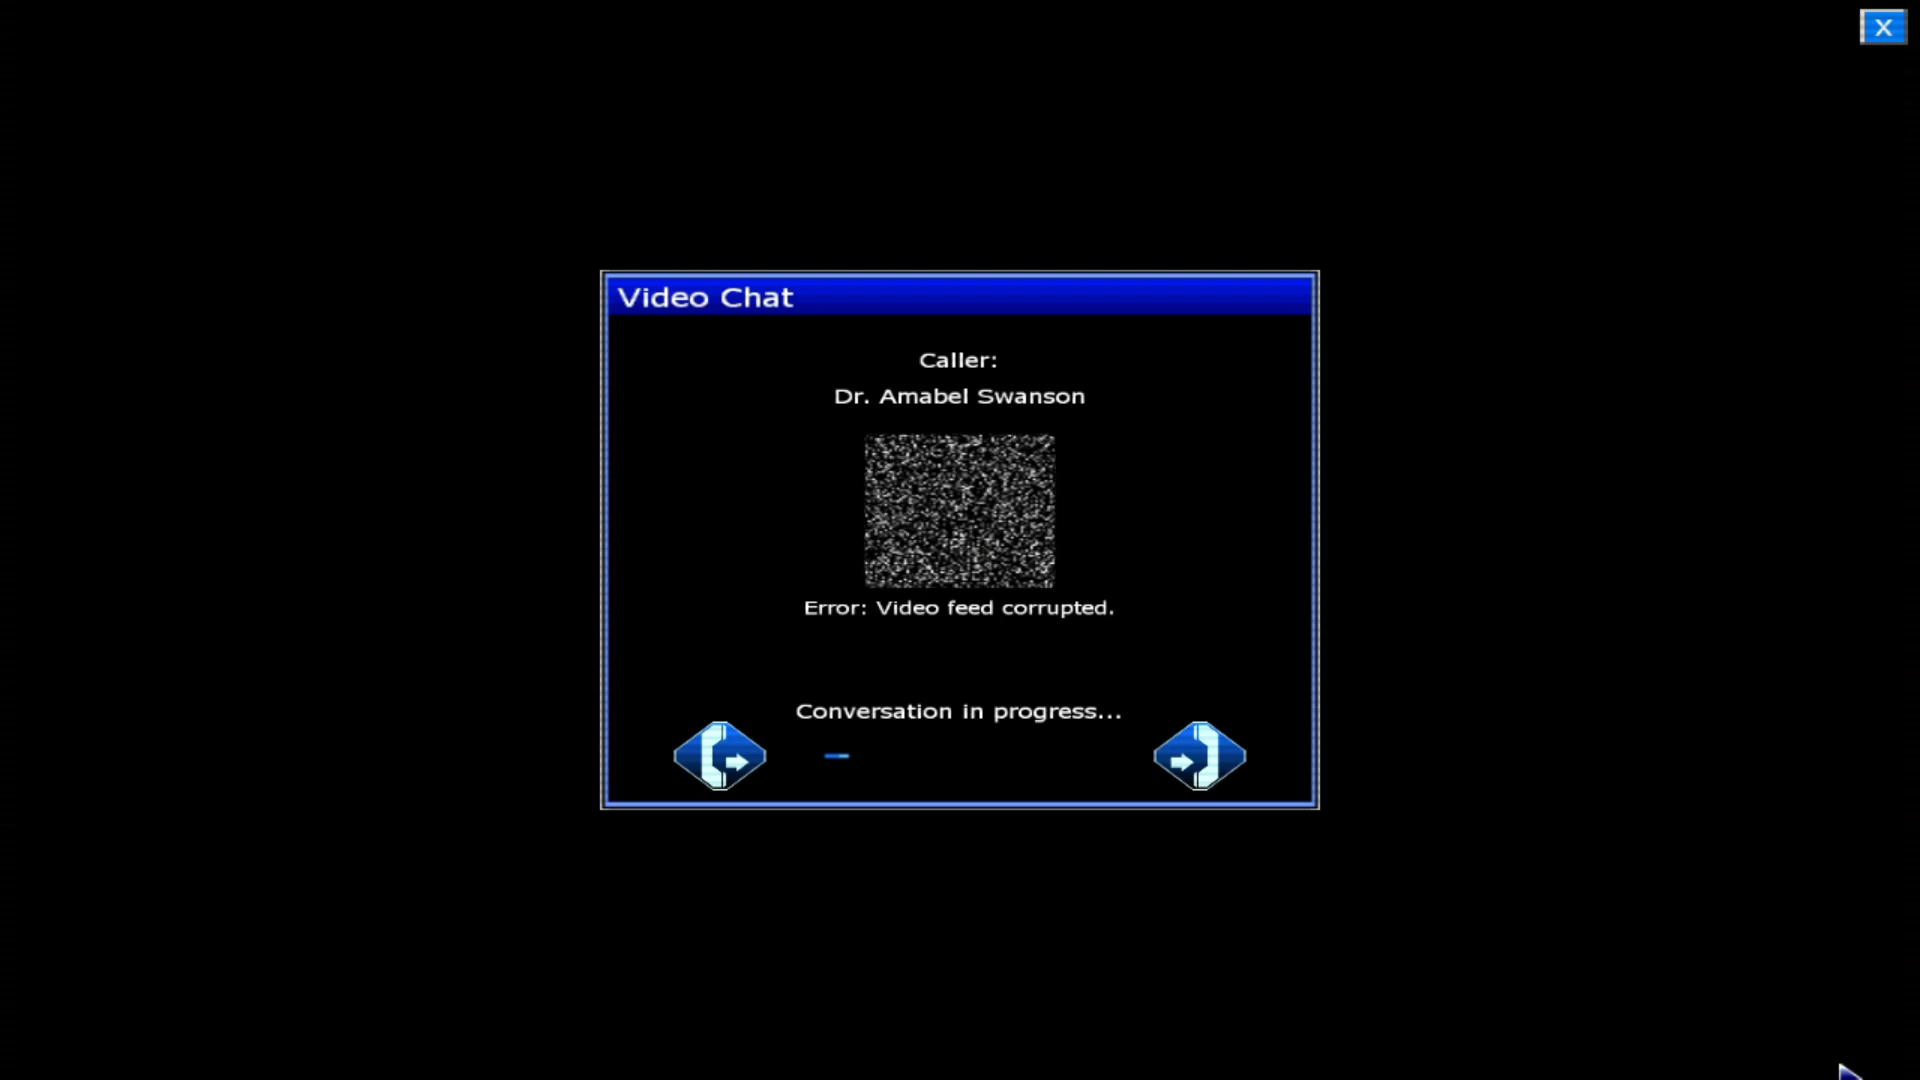 X
Video Chat
Caller:
Dr. Amabel Swanson
Error: Video feed corrupted.
Conversation in progress...